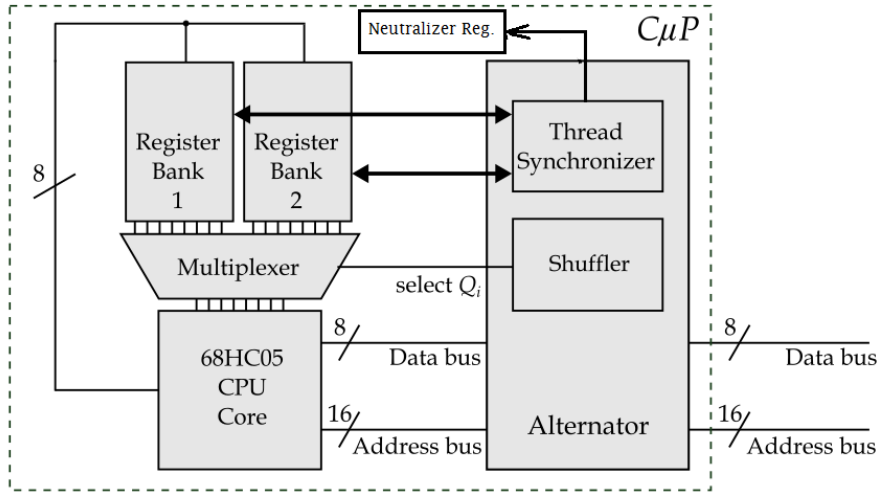 Neutralizer Reg.
CμP
Register
Bank
1
Register
Bank
2
Thread
Synchronizer
8
Multiplexer
Shuffler
select Qi
68HC05
CPU
Core
8
Data bus
8
Data bus
16
Address bus
Alternator
16
Address bus